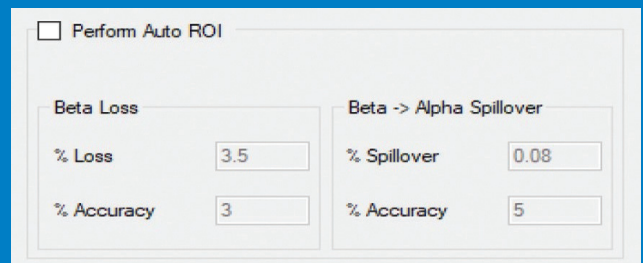 Perform Auto ROI
Beta Loss
% Loss 3.5
% Accuracy 3
Beta -> Alpha Spillover
% Spillover 0.08
% Accuracy 5